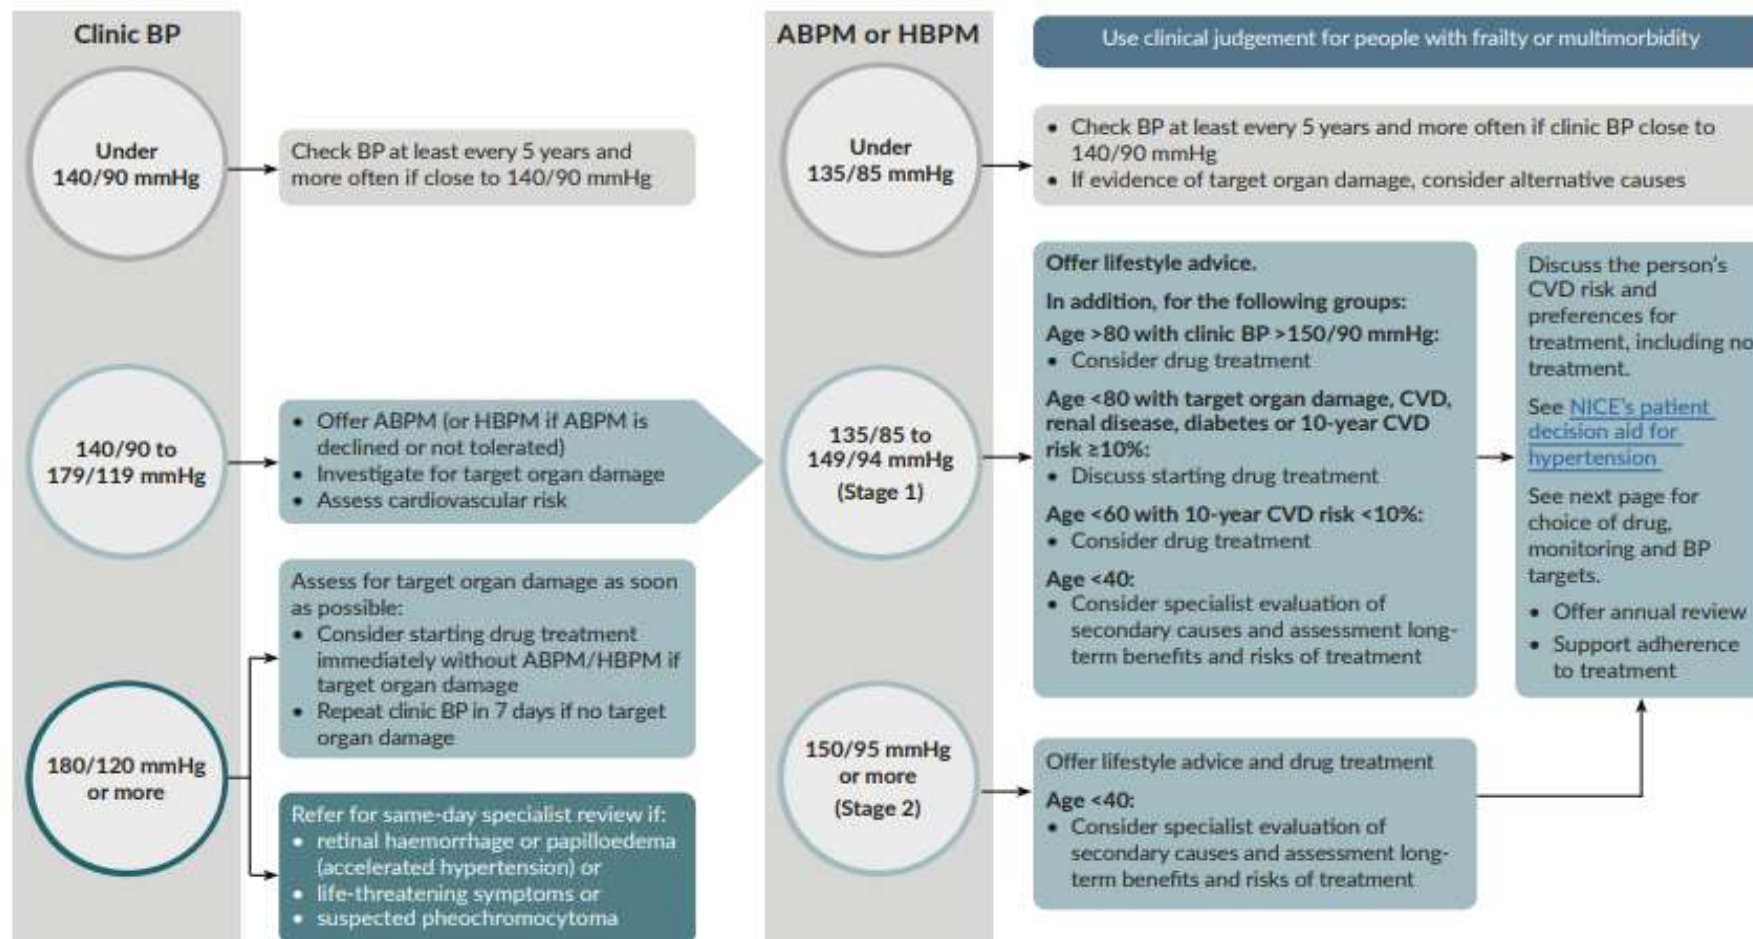 Clinic BP
Under
140/90 mmHg
Check BP at least every 5 years and
more often if close to 140/90 mmHg
140/90 to
179/119 mmHg
• Offer ABPM (or HBPM if ABPM is
declined or not tolerated)
• Investigate for target organ damage
• Assess cardiovascular risk
180/120 mmHg
or more
Assess for target organ damage as soon
as possible:
• Consider starting drug treatment
immediately without ABPM/HBPM if
target organ damage
• Repeat clinic BP in 7 days if no target
organ damage
Refer for same-day specialist review if:
• retinal haemorrhage or papilloedema
(accelerated hypertension) or
• life-threatening symptoms or
• suspected pheochromocytoma
ABPM or HBPM
Use clinical judgement for people with frailty or multimorbidity
Under
135/85 mmHg
• Check BP at least every 5 years and more often if clinic BP close to
140/90 mmHg
• If evidence of target organ damage, consider alternative causes
135/85 to
149/94 mmHg
(Stage 1)
Offer lifestyle advice.
In addition, for the following groups:
Age >80 with clinic BP >150/90 mmHg:
• Consider drug treatment
Age <80 with target organ damage, CVD,
renal disease, diabetes or 10-year CVD
risk ≥10%:
• Discuss starting drug treatment
Age <60 with 10-year CVD risk <10%:
• Consider drug treatment
Age <40:
• Consider specialist evaluation of
secondary causes and assessment long-
term benefits and risks of treatment
Discuss the person's
CVD risk and
preferences for
treatment, including no
treatment.
See NICE's patient
decision aid for
hypertension
See next page for
choice of drug,
monitoring and BP
targets.
• Offer annual review
• Support adherence
to treatment
150/95 mmHg
or more
(Stage 2)
Offer lifestyle advice and drug treatment
Age <40:
• Consider specialist evaluation of
secondary causes and assessment long-
term benefits and risks of treatment